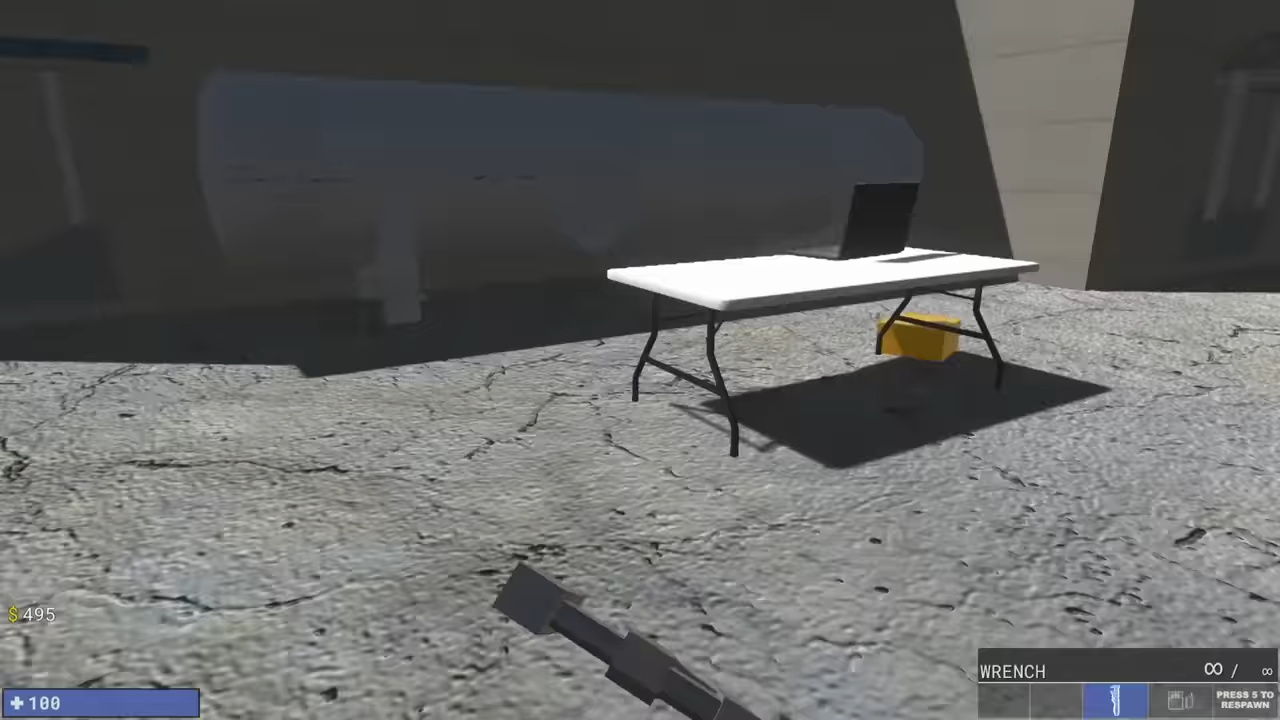 $ 495
100
WRENCH ∞ / ∞
PRESS 5 TO
RESPAWN